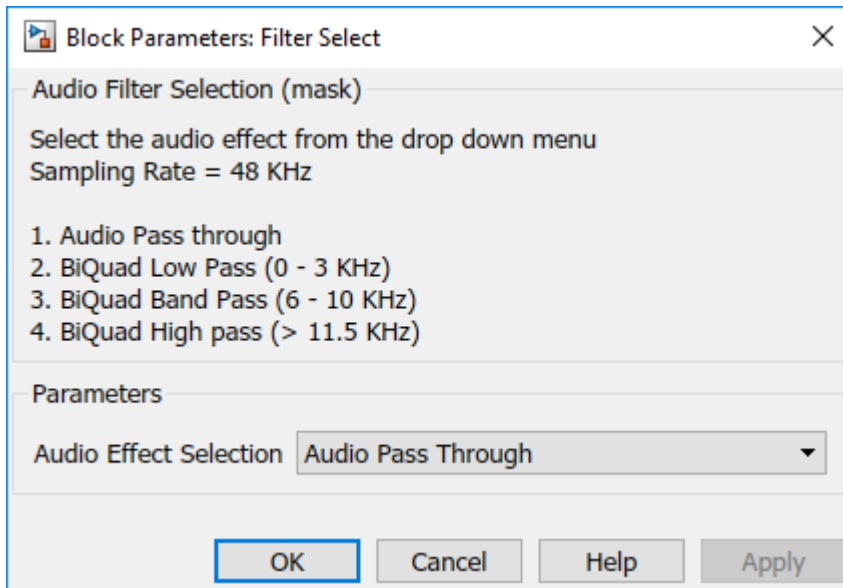 Block Parameters: Filter Select
Audio Filter Selection (mask)
Select the audio effect from the drop down menu
Sampling Rate = 48 KHz
1. Audio Pass through
2. BiQuad Low Pass (0 - 3 KHz)
3. BiQuad Band Pass (6 - 10 KHz)
4. BiQuad High pass (> 11.5 KHz)
Parameters
Audio Effect Selection Audio Pass Through
OK Cancel Help Apply